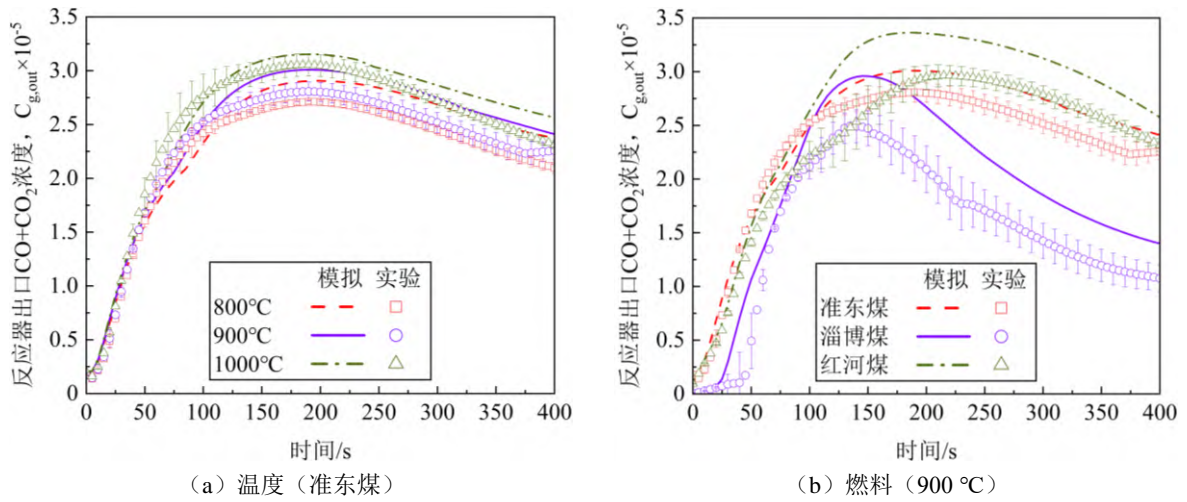 3.5
3.0
2.5
2.0
1.5
1.0
0.5
0
反应器出口CO+CO₂浓度，C_{g,out}×10⁻⁵
模拟 实验
800℃
900℃
1000℃
0 50 100 150 200 250 300 350 400
时间/s
（a）温度（准东煤）
3.5
3.0
2.5
2.0
1.5
1.0
0.5
0
反应器出口CO+CO₂浓度，C_{g,out}×10⁻⁵
模拟 实验
准东煤
淄博煤
红河煤
0 50 100 150 200 250 300 350 400
时间/s
（b）燃料（900 ℃）